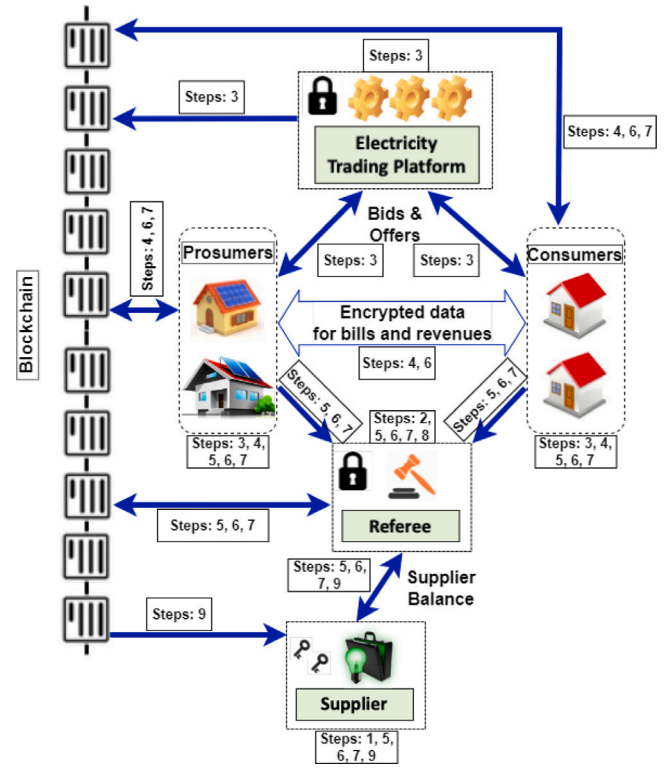 Steps: 3
Steps: 3
Steps: 4, 6, 7
Electricity
Trading Platform
Bids &
Offers
Steps: 4, 6, 7
Prosumers
Steps: 3
Steps: 3
Consumers
Blockchain
Encrypted data
for bills and revenues
Steps: 4, 6
Steps: 5, 6, 7
Steps: 5, 6, 7
Steps: 2,
5, 6, 7, 8
Steps: 3, 4,
5, 6, 7
Steps: 3, 4,
5, 6, 7
Referee
Steps: 5, 6, 7
Steps: 5, 6,
7, 9
Supplier
Balance
Steps: 9
Supplier
Steps: 1, 5,
6, 7, 9